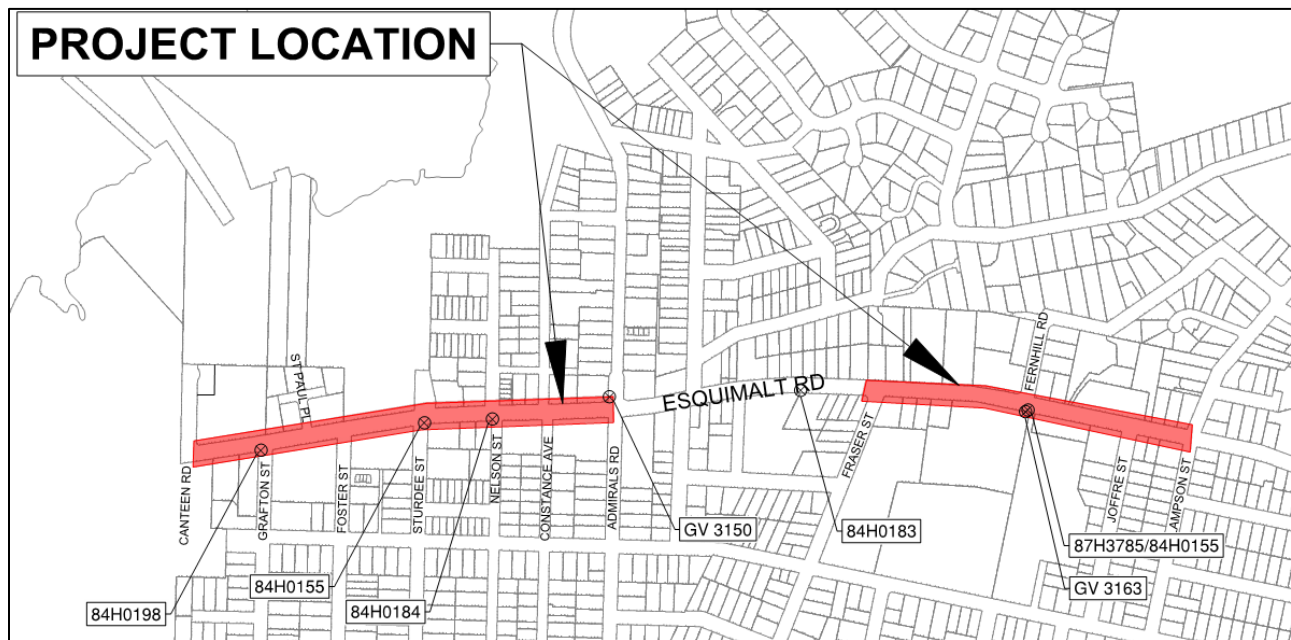 PROJECT LOCATION
ST PAUL PL
ESQUIMALT RD
FERNHILL RD
CANTEEN RD
GRAFTON ST
FOSTER ST
STURDEE ST
NELSON ST
CONSTANCE AVE
ADMIRALS RD
FRASER ST
JOFFRE ST
AMPSON ST
GV 3150
84H0183
87H3785/84H0155
GV 3163
84H0155
84H0184
84H0198